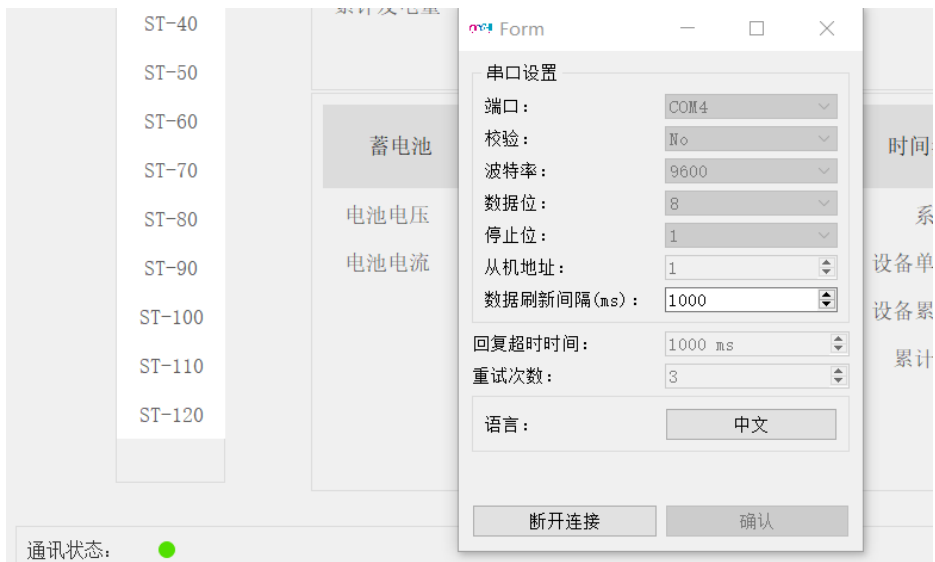 ST-40
ST-50
ST-60
ST-70
ST-80
ST-90
ST-100
ST-110
ST-120
累计发电量
蓄电池
电池电压
电池电流
Form
串口设置
端口： COM4
校验： No
波特率： 9600
数据位： 8
停止位： 1
从机地址： 1
数据刷新间隔(ms)： 1000
回复超时时间： 1000 ms
重试次数： 3
语言： 中文
断开连接 确认
时间
系
设备单
设备累
累计
通讯状态：